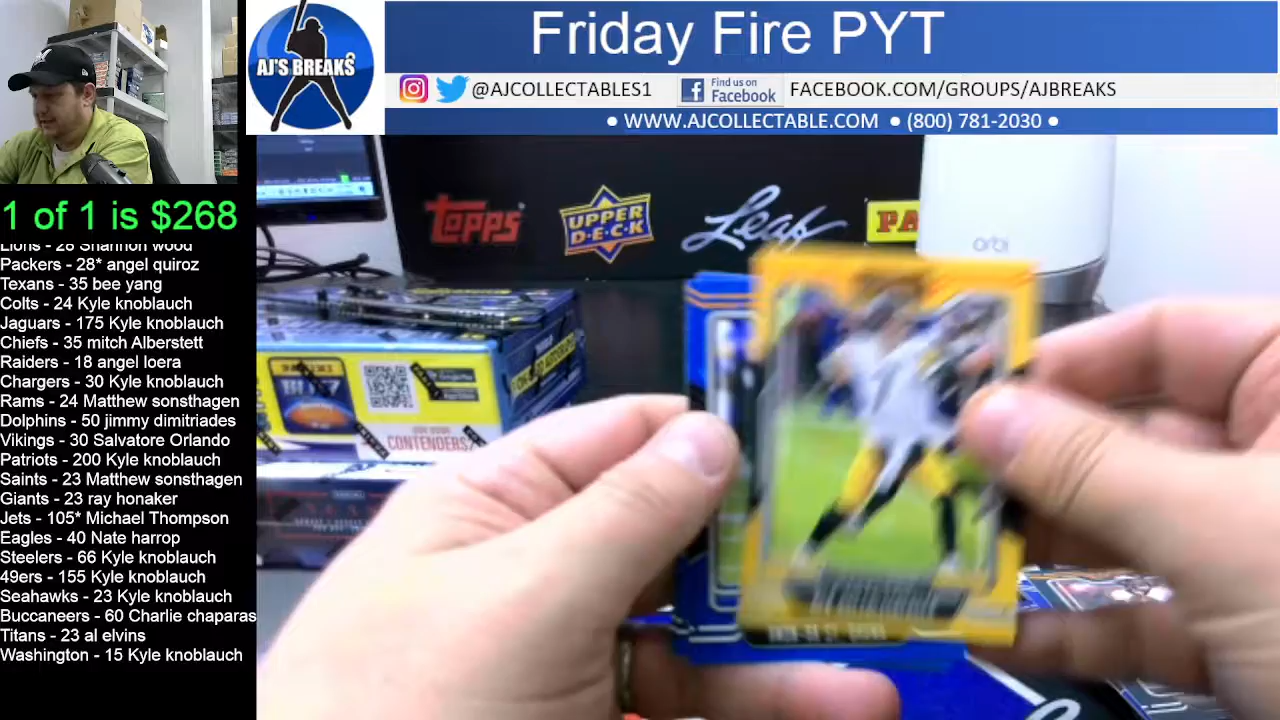 Friday Fire PYT
AJ'S BREAKS
@AJCOLLECTABLES1
Find us on
Facebook
FACEBOOK.COM/GROUPS/AJBREAKS
• WWW.AJCOLLECTABLE.COM • (800) 781-2030 •
1 of 1 is $268
Lions - 28 Shannon wood
Packers - 28* angel quiroz
Texans - 35 bee yang
Colts - 24 Kyle knoblauch
Jaguars - 175 Kyle knoblauch
Chiefs - 35 mitch Alberstett
Raiders - 18 angel loera
Chargers - 30 Kyle knoblauch
Rams - 24 Matthew sonsthagen
Dolphins - 50 jimmy dimitriades
Vikings - 30 Salvatore Orlando
Patriots - 200 Kyle knoblauch
Saints - 23 Matthew sonsthagen
Giants - 23 ray honaker
Jets - 105* Michael Thompson
Eagles - 40 Nate harrop
Steelers - 66 Kyle knoblauch
49ers - 155 Kyle knoblauch
Seahawks - 23 Kyle knoblauch
Buccaneers - 60 Charlie chaparas
Titans - 23 al elvins
Washington - 15 Kyle knoblauch
TOPPS
UPPER
DECK
Leaf
PA
orbi
CONTENDERS